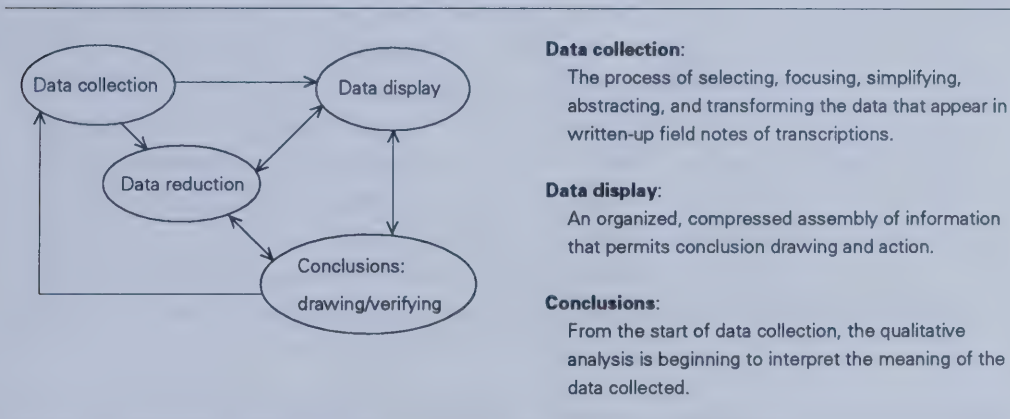 Data collection
Data display
Data reduction
Conclusions:
drawing/verifying
Data collection:
The process of selecting, focusing, simplifying,
abstracting, and transforming the data that appear in
written-up field notes of transcriptions.
Data display:
An organized, compressed assembly of information
that permits conclusion drawing and action.
Conclusions:
From the start of data collection, the qualitative
analysis is beginning to interpret the meaning of the
data collected.